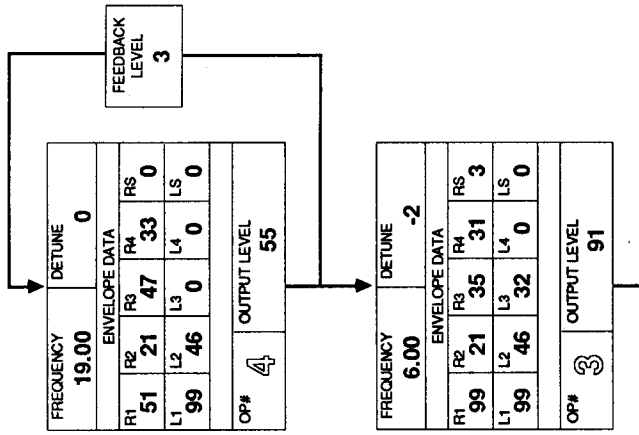 FEEDBACK
LEVEL
3
FREQUENCY DETUNE
19.00 0
ENVELOPE DATA
R1 R2 R3 R4 RS
51 21 47 33 0
L1 L2 L3 L4 LS
99 46 0 0 0
OP# OUTPUT LEVEL
4 55
FREQUENCY DETUNE
6.00 -2
ENVELOPE DATA
R1 R2 R3 R4 RS
99 21 35 31 3
L1 L2 L3 L4 LS
99 46 32 0 0
OP# OUTPUT LEVEL
3 91